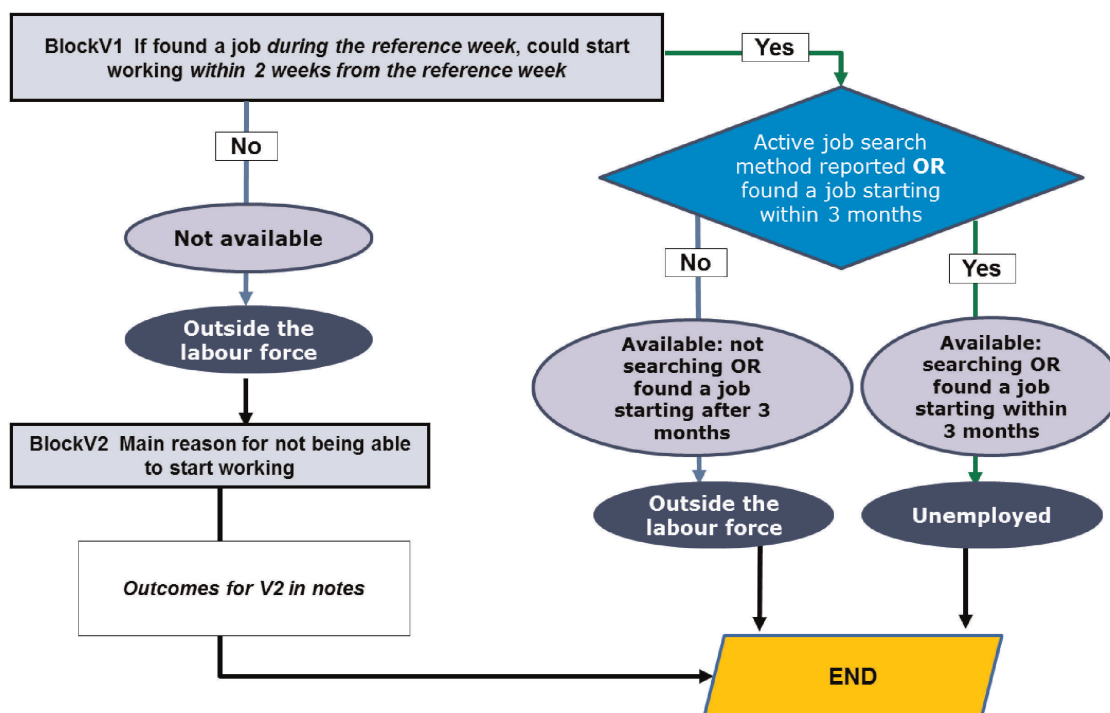 BlockV1 If found a job during the reference week, could start
working within 2 weeks from the reference week
Yes
No
Active job search
method reported OR
found a job starting
within 3 months
Not available
No
Yes
Outside the
labour force
Available: not
searching OR
found a job
starting after 3
months
Available:
searching OR
found a job
starting within
3 months
BlockV2 Main reason for not being able
to start working
Outside the
labour force
Unemployed
Outcomes for V2 in notes
END